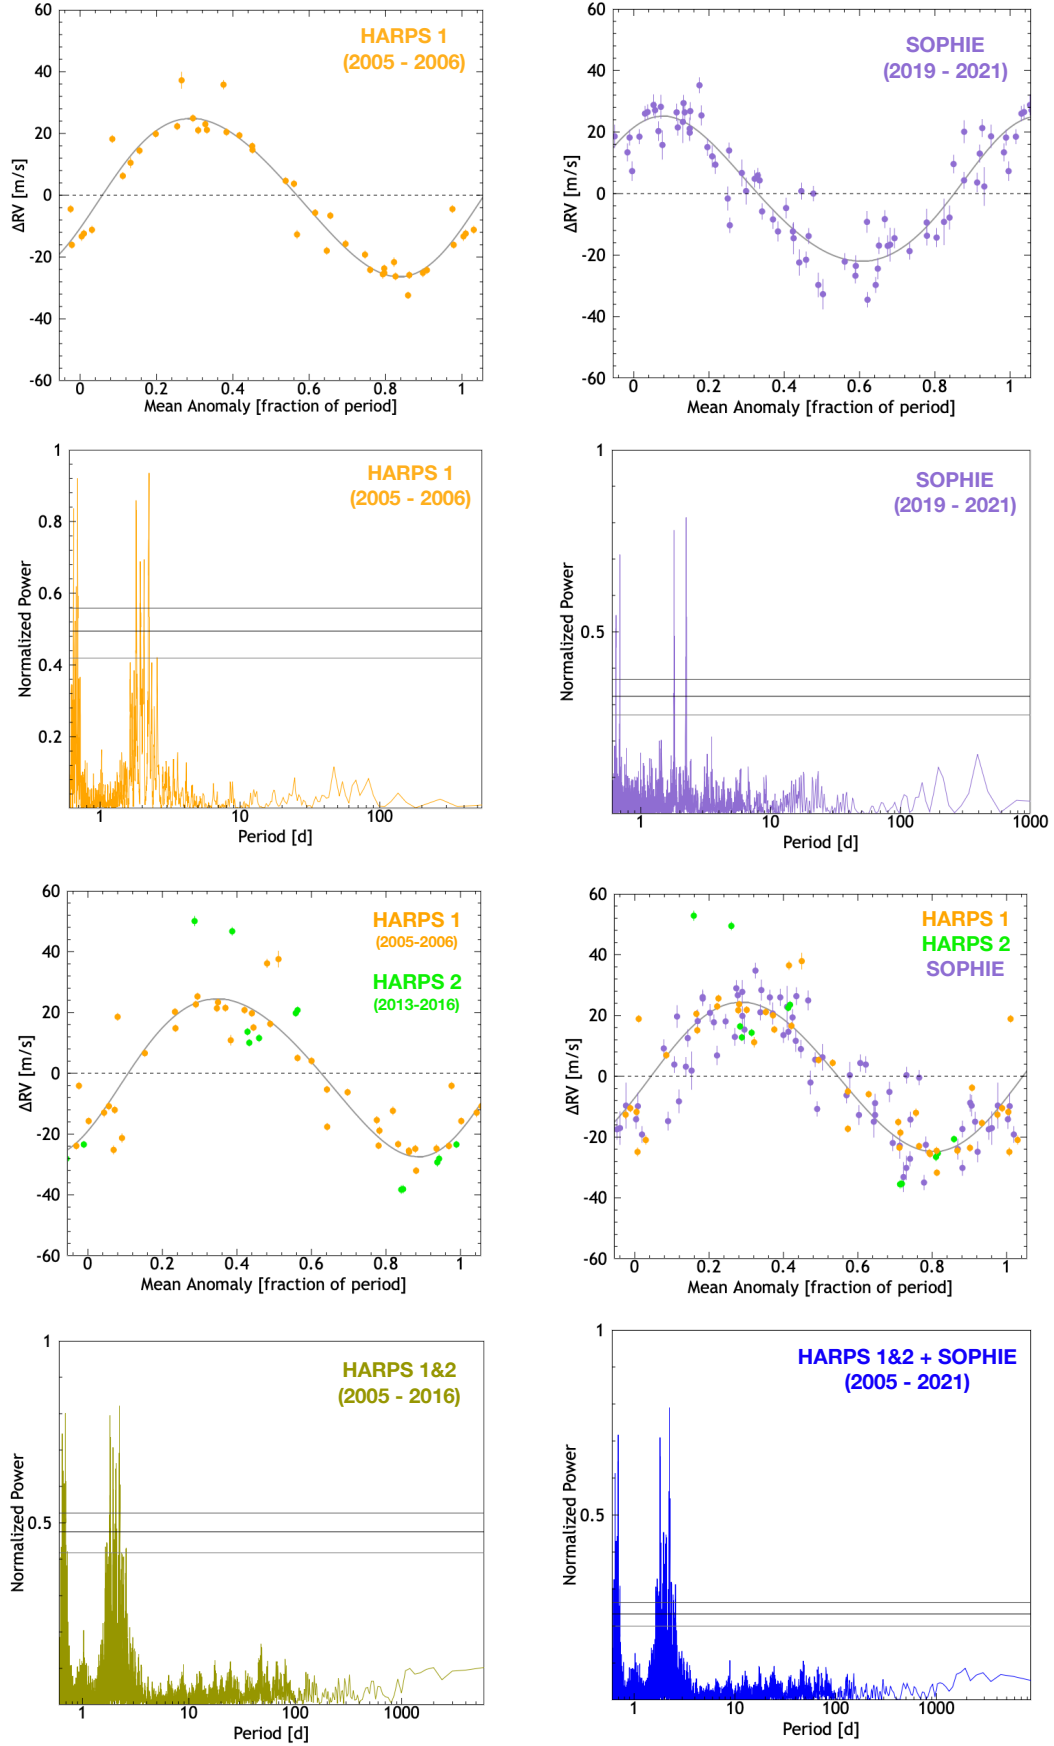 HARPS 1
(2005 - 2006)
60
40
20
0
-20
-40
-60
ΔRV [m/s]
0 0.2 0.4 0.6 0.8 1
Mean Anomaly [fraction of period]
SOPHIE
(2019 - 2021)
60
40
20
0
-20
-40
-60
ΔRV [m/s]
0 0.2 0.4 0.6 0.8 1
Mean Anomaly [fraction of period]
HARPS 1
(2005 - 2006)
1
0.8
0.6
0.4
0.2
Normalized Power
1 10 100
Period [d]
SOPHIE
(2019 - 2021)
1
0.5
Normalized Power
1 10 100 1000
Period [d]
HARPS 1
(2005-2006)
HARPS 2
(2013-2016)
60
40
20
0
-20
-40
-60
ΔRV [m/s]
0 0.2 0.4 0.6 0.8 1
Mean Anomaly [fraction of period]
HARPS 1
HARPS 2
SOPHIE
60
40
20
0
-20
-40
-60
ΔRV [m/s]
0 0.2 0.4 0.6 0.8 1
Mean Anomaly [fraction of period]
HARPS 1&2
(2005 - 2016)
1
0.5
Normalized Power
1 10 100 1000
Period [d]
HARPS 1&2 + SOPHIE
(2005 - 2021)
1
0.5
Normalized Power
1 10 100 1000
Period [d]